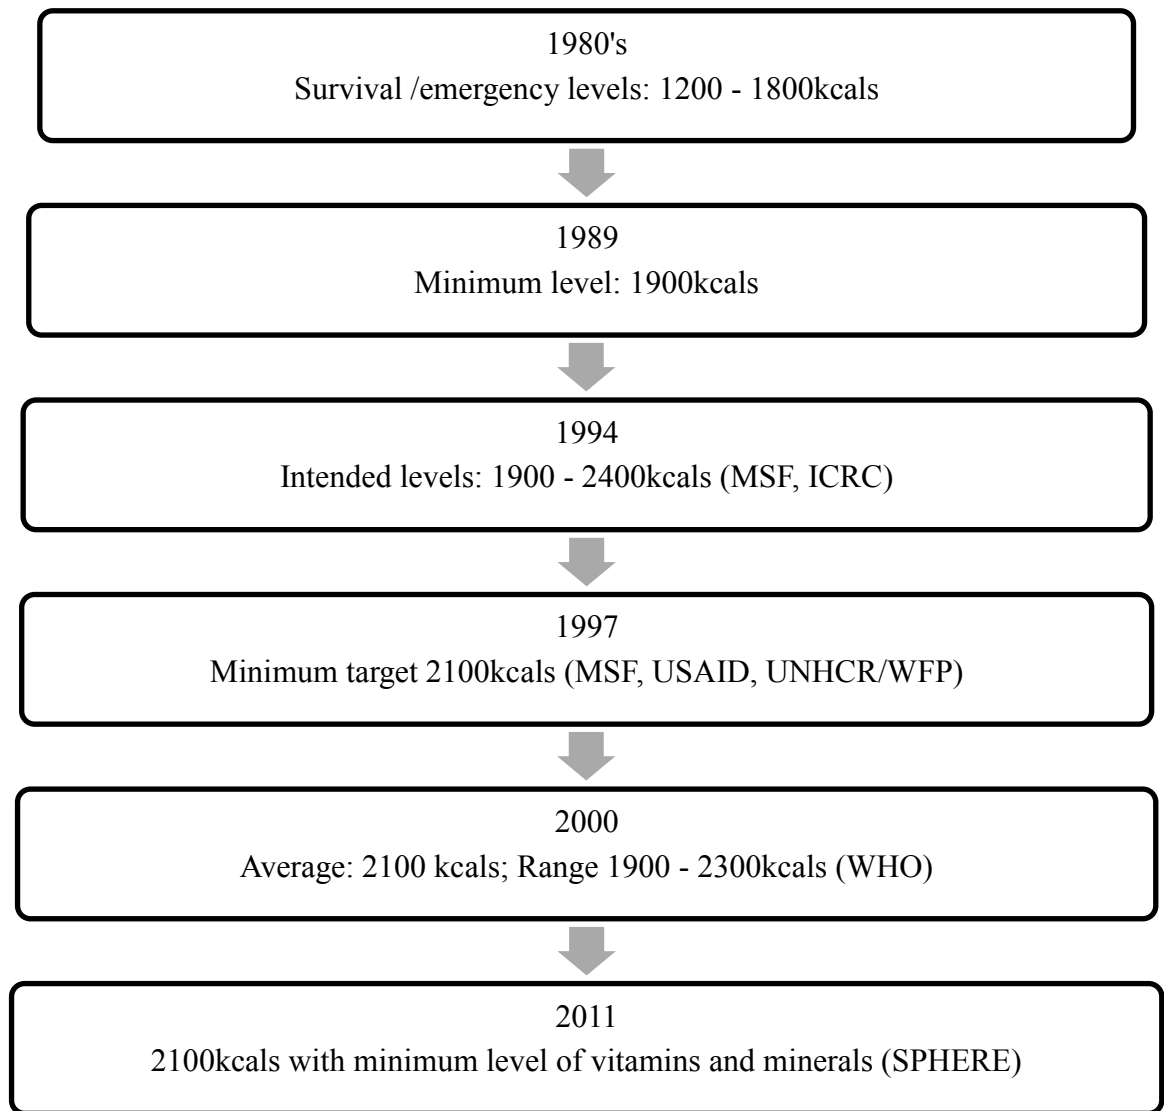 1980's
Survival /emergency levels: 1200 - 1800kcals
1989
Minimum level: 1900kcals
1994
Intended levels: 1900 - 2400kcals (MSF, ICRC)
1997
Minimum target 2100kcals (MSF, USAID, UNHCR/WFP)
2000
Average: 2100 kcals; Range 1900 - 2300kcals (WHO)
2011
2100kcals with minimum level of vitamins and minerals (SPHERE)